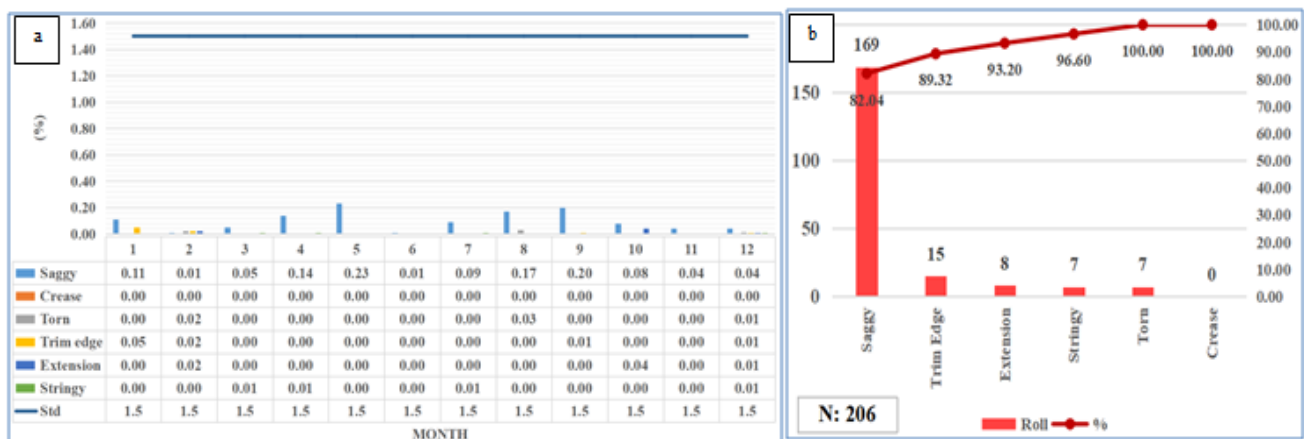 a
1.60
1.40
1.20
1.00
0.80
0.60
0.40
0.20
0.00
(%)
1 2 3 4 5 6 7 8 9 10 11 12
Saggy 0.11 0.01 0.05 0.14 0.23 0.01 0.09 0.17 0.20 0.08 0.04 0.04
Crease 0.00 0.00 0.00 0.00 0.00 0.00 0.00 0.00 0.00 0.00 0.00 0.00
Torn 0.00 0.02 0.00 0.00 0.00 0.00 0.00 0.03 0.00 0.00 0.00 0.01
Trim edge 0.05 0.02 0.00 0.00 0.00 0.00 0.00 0.00 0.01 0.00 0.00 0.01
Extension 0.00 0.02 0.00 0.00 0.00 0.00 0.00 0.00 0.00 0.04 0.00 0.01
Stringy 0.00 0.00 0.01 0.01 0.00 0.00 0.01 0.00 0.00 0.00 0.00 0.01
Std 1.5 1.5 1.5 1.5 1.5 1.5 1.5 1.5 1.5 1.5 1.5 1.5
MONTH
b
150
100
50
0
169
15
8
7
7
0
82.04
89.32
93.20
96.60
100.00
100.00
100.00
90.00
80.00
70.00
60.00
50.00
40.00
30.00
20.00
10.00
0.00
Saggy
Trim Edge
Extension
Stringy
Torn
Crease
N: 206
Roll %